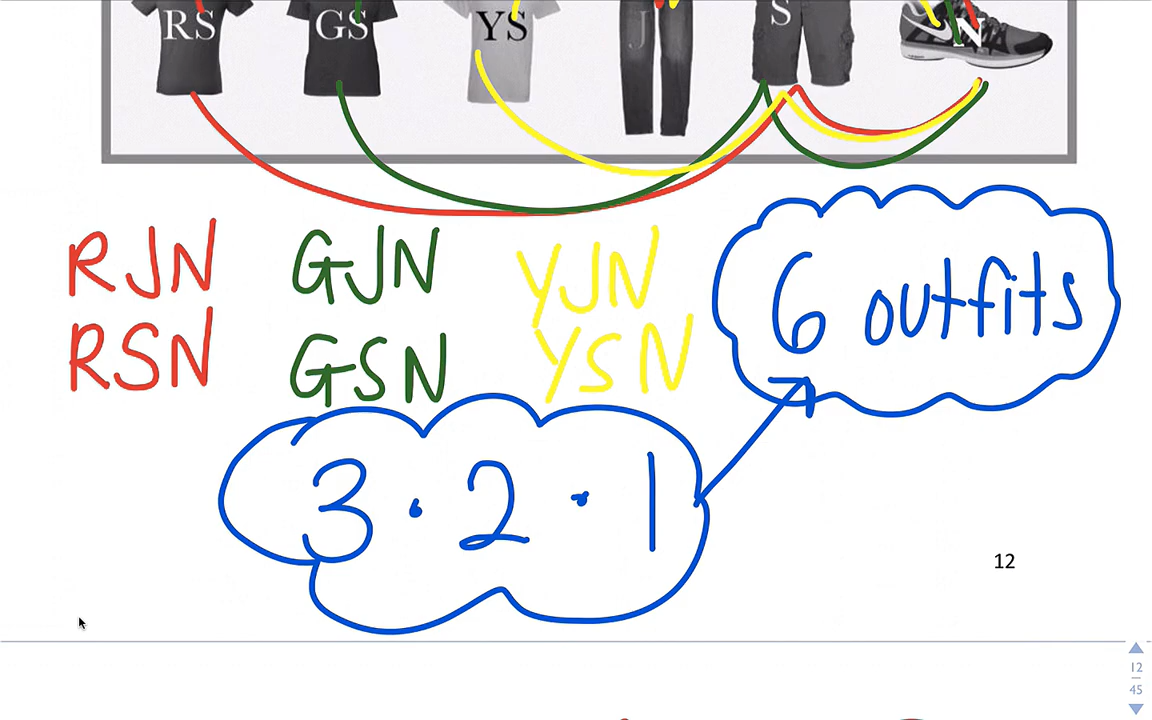 RS GS YS J S N
RJN GJN YJN
RSN GSN YSN
6 outfits
3 · 2 · 1
12
12
45